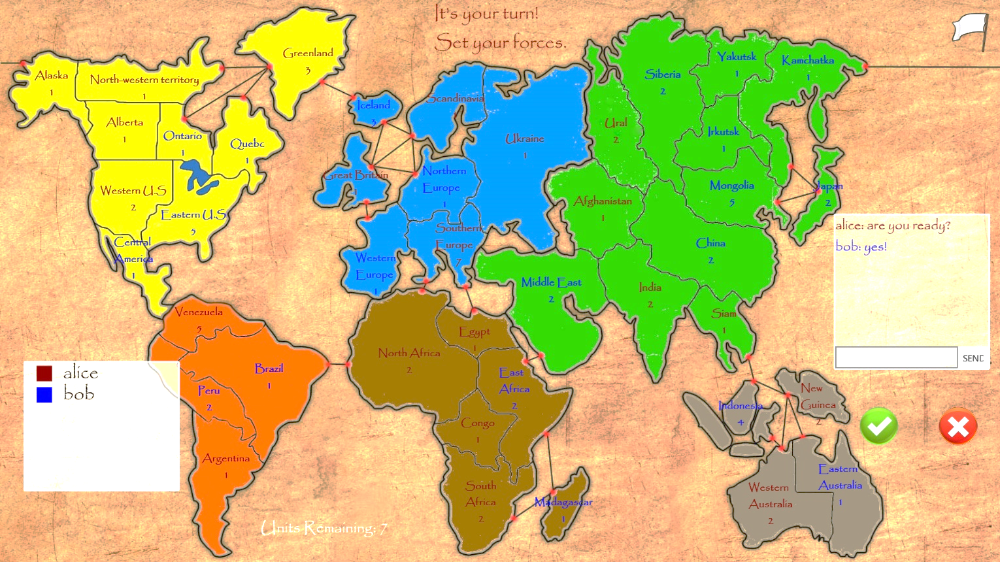 It's your turn!
Set your forces.
Greenland
3
Alaska
1
North-western territory
1
Alberta
1
Ontario
1
Quebc
1
Western U.S
2
Eastern U.S
5
Central
America
1
Iceland
3
Scandinavia
Ukraine
1
Great Britain
1
Northern
Europe
1
Southern
Europe
7
Western
Europe
1
Siberia
2
Yakutsk
1
Kamchatka
1
Ural
2
Irkutsk
1
Mongolia
5
Japan
2
Afghanistan
1
China
2
Middle East
2
India
2
Siam
1
alice: are you ready?
bob: yes!
SEND
Venezuela
5
Brazil
1
Peru
2
Argentina
1
alice
bob
North Africa
2
Egypt
1
East
Africa
2
Congo
1
South
Africa
2
Madagascar
1
Indonesia
4
New
Guinea
2
Western
Australia
2
Eastern
Australia
1
Units Remaining: 7